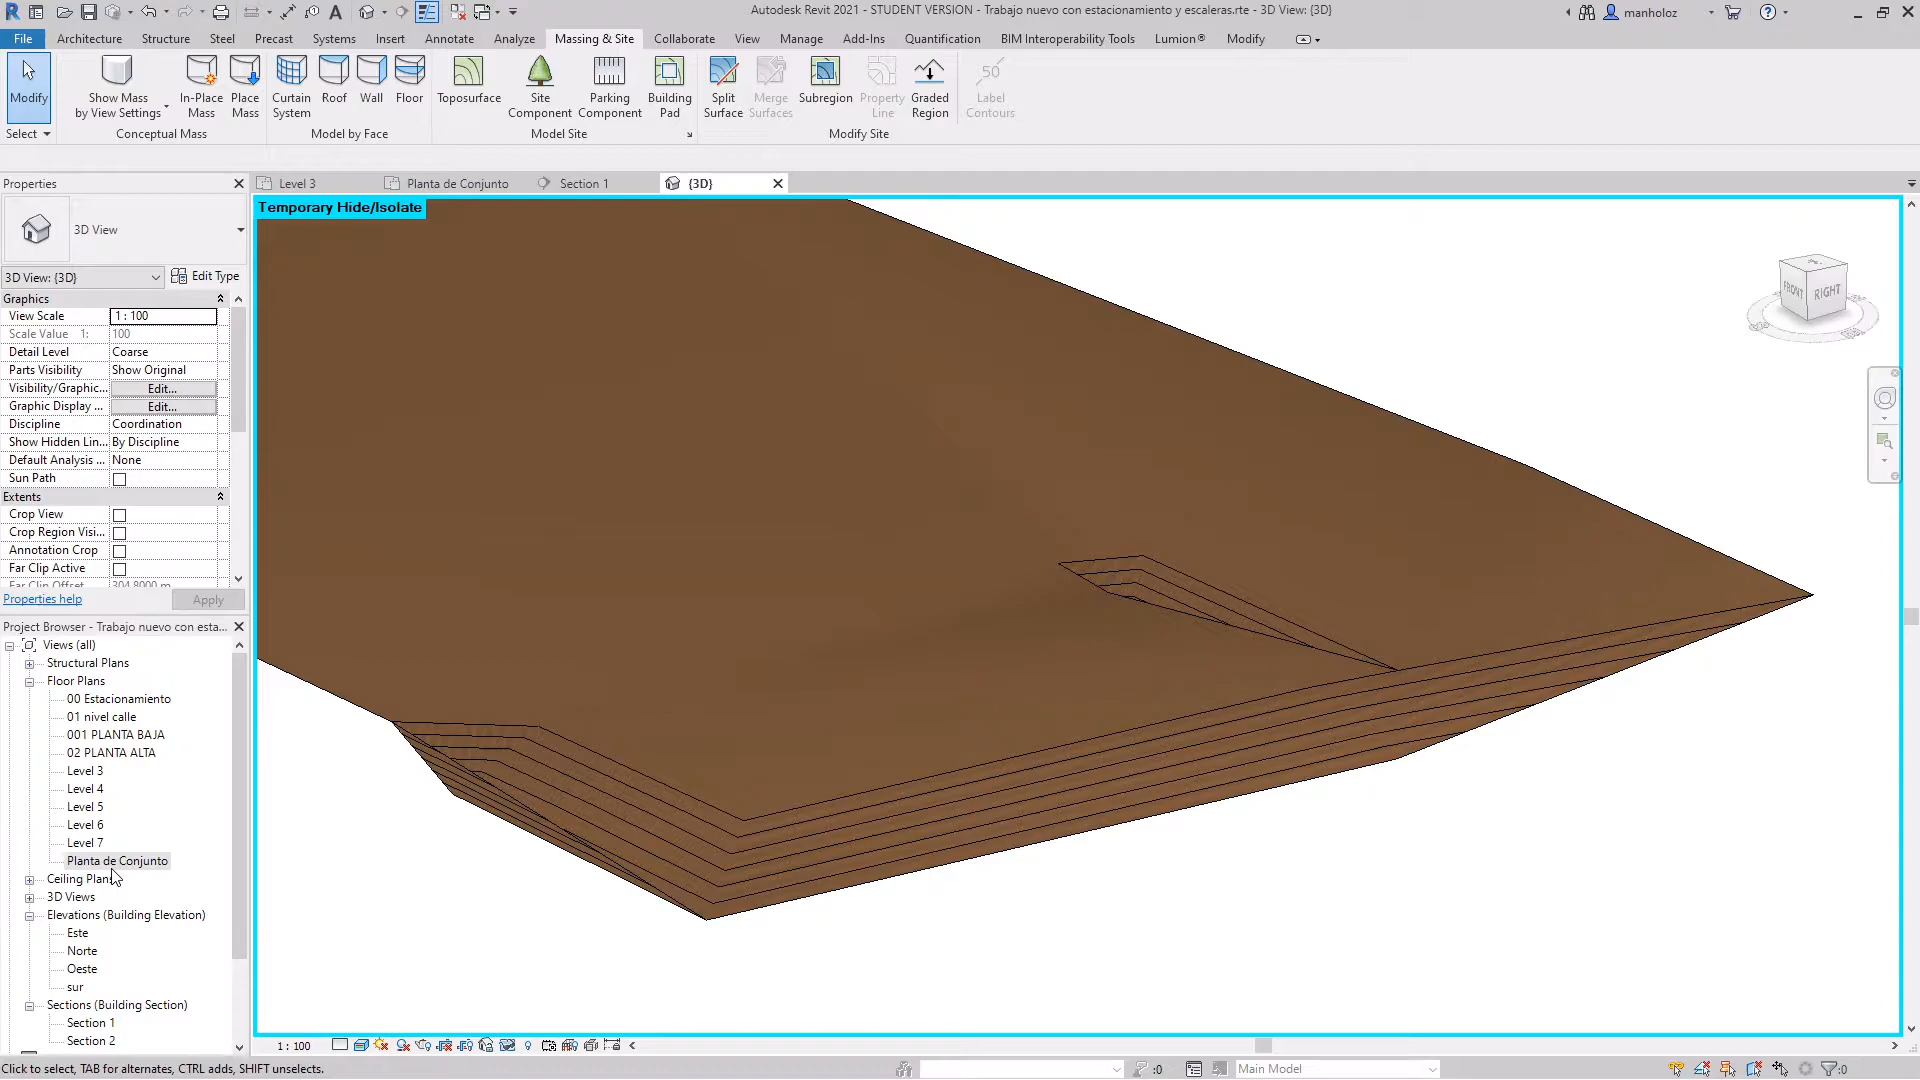 Autodesk Revit 2021 - STUDENT VERSION - Trabajo nuevo con estacionamiento y escaleras.rte - 3D View: {3D}
manholoz
File Architecture Structure Steel Precast Systems Insert Annotate Analyze Massing & Site Collaborate View Manage Add-Ins Quantification BIM Interoperability Tools Lumion® Modify
Modify
Show Mass by View Settings
In-Place Mass
Place Mass
Curtain System
Roof
Wall
Floor
Toposurface
Site Component
Parking Component
Building Pad
Split Surface
Merge Surfaces
Subregion
Property Line
Graded Region
50
Label Contours
Select
Conceptual Mass
Model by Face
Model Site
Modify Site
Properties
Level 3
Planta de Conjunto
Section 1
{3D}
Temporary Hide/Isolate
3D View
3D View: {3D}
Edit Type
Graphics
View Scale 1 : 100
Scale Value 1: 100
Detail Level Coarse
Parts Visibility Show Original
Visibility/Graphic... Edit...
Graphic Display ... Edit...
Discipline Coordination
Show Hidden Lin... By Discipline
Default Analysis ... None
Sun Path
Extents
Crop View
Crop Region Visi...
Annotation Crop
Far Clip Active
Far Clip Offset 304.8000 m
Properties help
Apply
FRONT
RIGHT
Project Browser - Trabajo nuevo con esta...
Views (all)
Structural Plans
Floor Plans
00 Estacionamiento
01 nivel calle
001 PLANTA BAJA
02 PLANTA ALTA
Level 3
Level 4
Level 5
Level 6
Level 7
Planta de Conjunto
Ceiling Plans
3D Views
Elevations (Building Elevation)
Este
Norte
Oeste
sur
Sections (Building Section)
Section 1
Section 2
1 : 100
Click to select, TAB for alternates, CTRL adds, SHIFT unselects.
:0
Main Model
:0